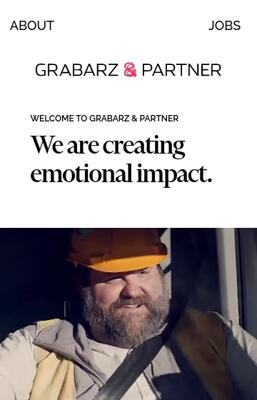 ABOUT JOBS
GRABARZ & PARTNER
WELCOME TO GRABARZ & PARTNER
We are creating
emotional impact.